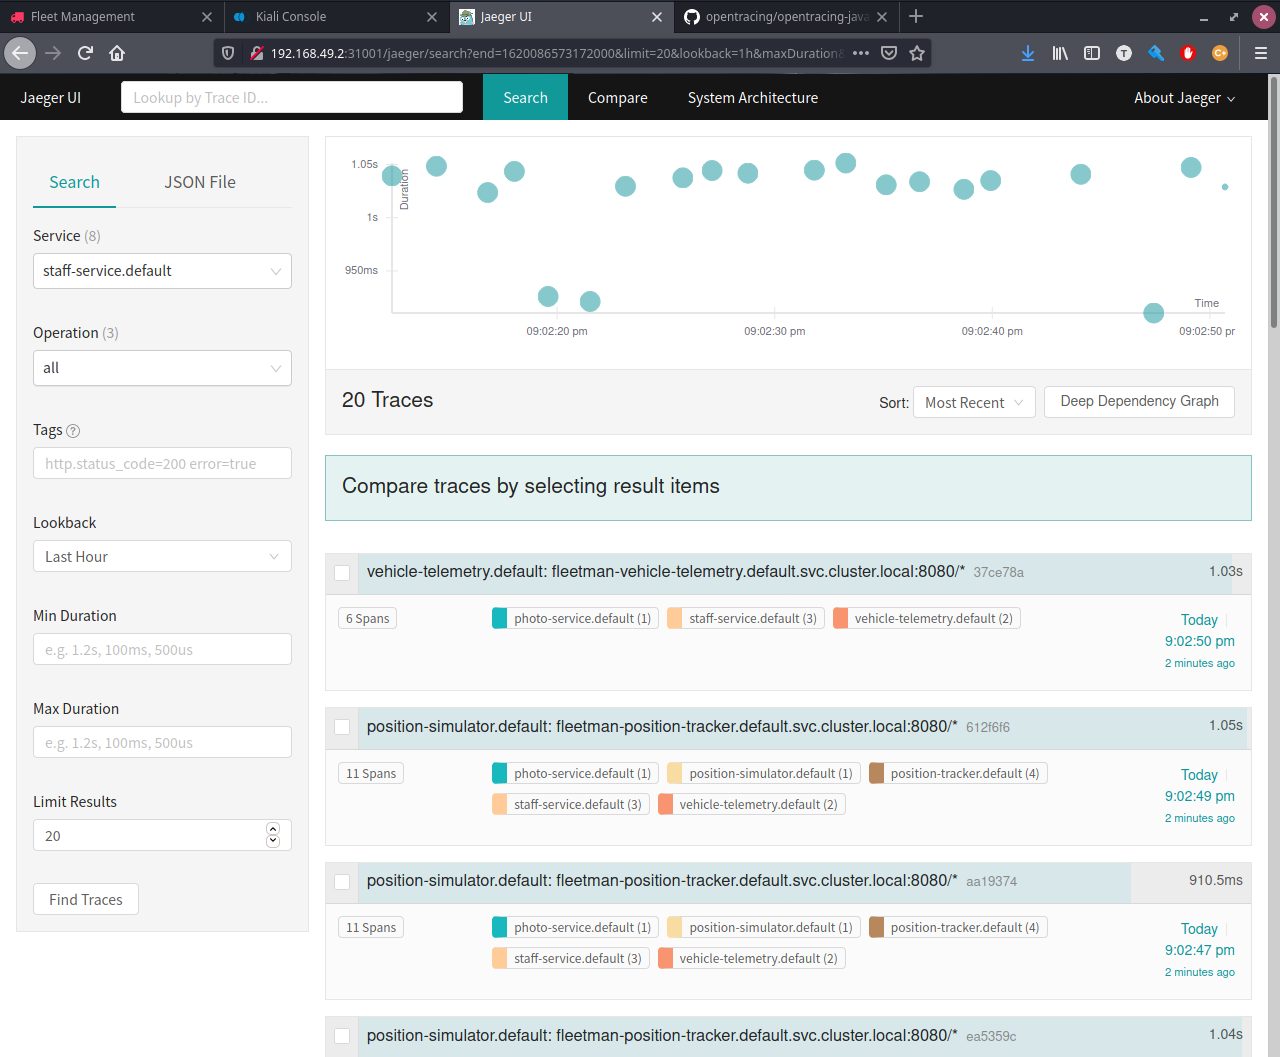 Fleet Management
Kiali Console
Jaeger UI
opentracing/opentracing-java
192.168.49.2:31001/jaeger/search?end=1620086573172000&limit=20&lookback=1h&maxDuration&
Jaeger UI
Lookup by Trace ID...
Search
Compare
System Architecture
About Jaeger
Search
JSON File
Service (8)
staff-service.default
Operation (3)
all
Tags ?
http.status_code=200 error=true
Lookback
Last Hour
Min Duration
e.g. 1.2s, 100ms, 500us
Max Duration
e.g. 1.2s, 100ms, 500us
Limit Results
20
Find Traces
1.05s
1s
950ms
Duration
Time
09:02:20 pm
09:02:30 pm
09:02:40 pm
09:02:50 pr
20 Traces
Sort:
Most Recent
Deep Dependency Graph
Compare traces by selecting result items
vehicle-telemetry.default: fleetman-vehicle-telemetry.default.svc.cluster.local:8080/* 37ce78a
1.03s
6 Spans
photo-service.default (1)
staff-service.default (3)
vehicle-telemetry.default (2)
Today
9:02:50 pm
2 minutes ago
position-simulator.default: fleetman-position-tracker.default.svc.cluster.local:8080/* 612f6f6
1.05s
11 Spans
photo-service.default (1)
position-simulator.default (1)
position-tracker.default (4)
staff-service.default (3)
vehicle-telemetry.default (2)
Today
9:02:49 pm
2 minutes ago
position-simulator.default: fleetman-position-tracker.default.svc.cluster.local:8080/* aa19374
910.5ms
11 Spans
photo-service.default (1)
position-simulator.default (1)
position-tracker.default (4)
staff-service.default (3)
vehicle-telemetry.default (2)
Today
9:02:47 pm
2 minutes ago
position-simulator.default: fleetman-position-tracker.default.svc.cluster.local:8080/* ea5359c
1.04s